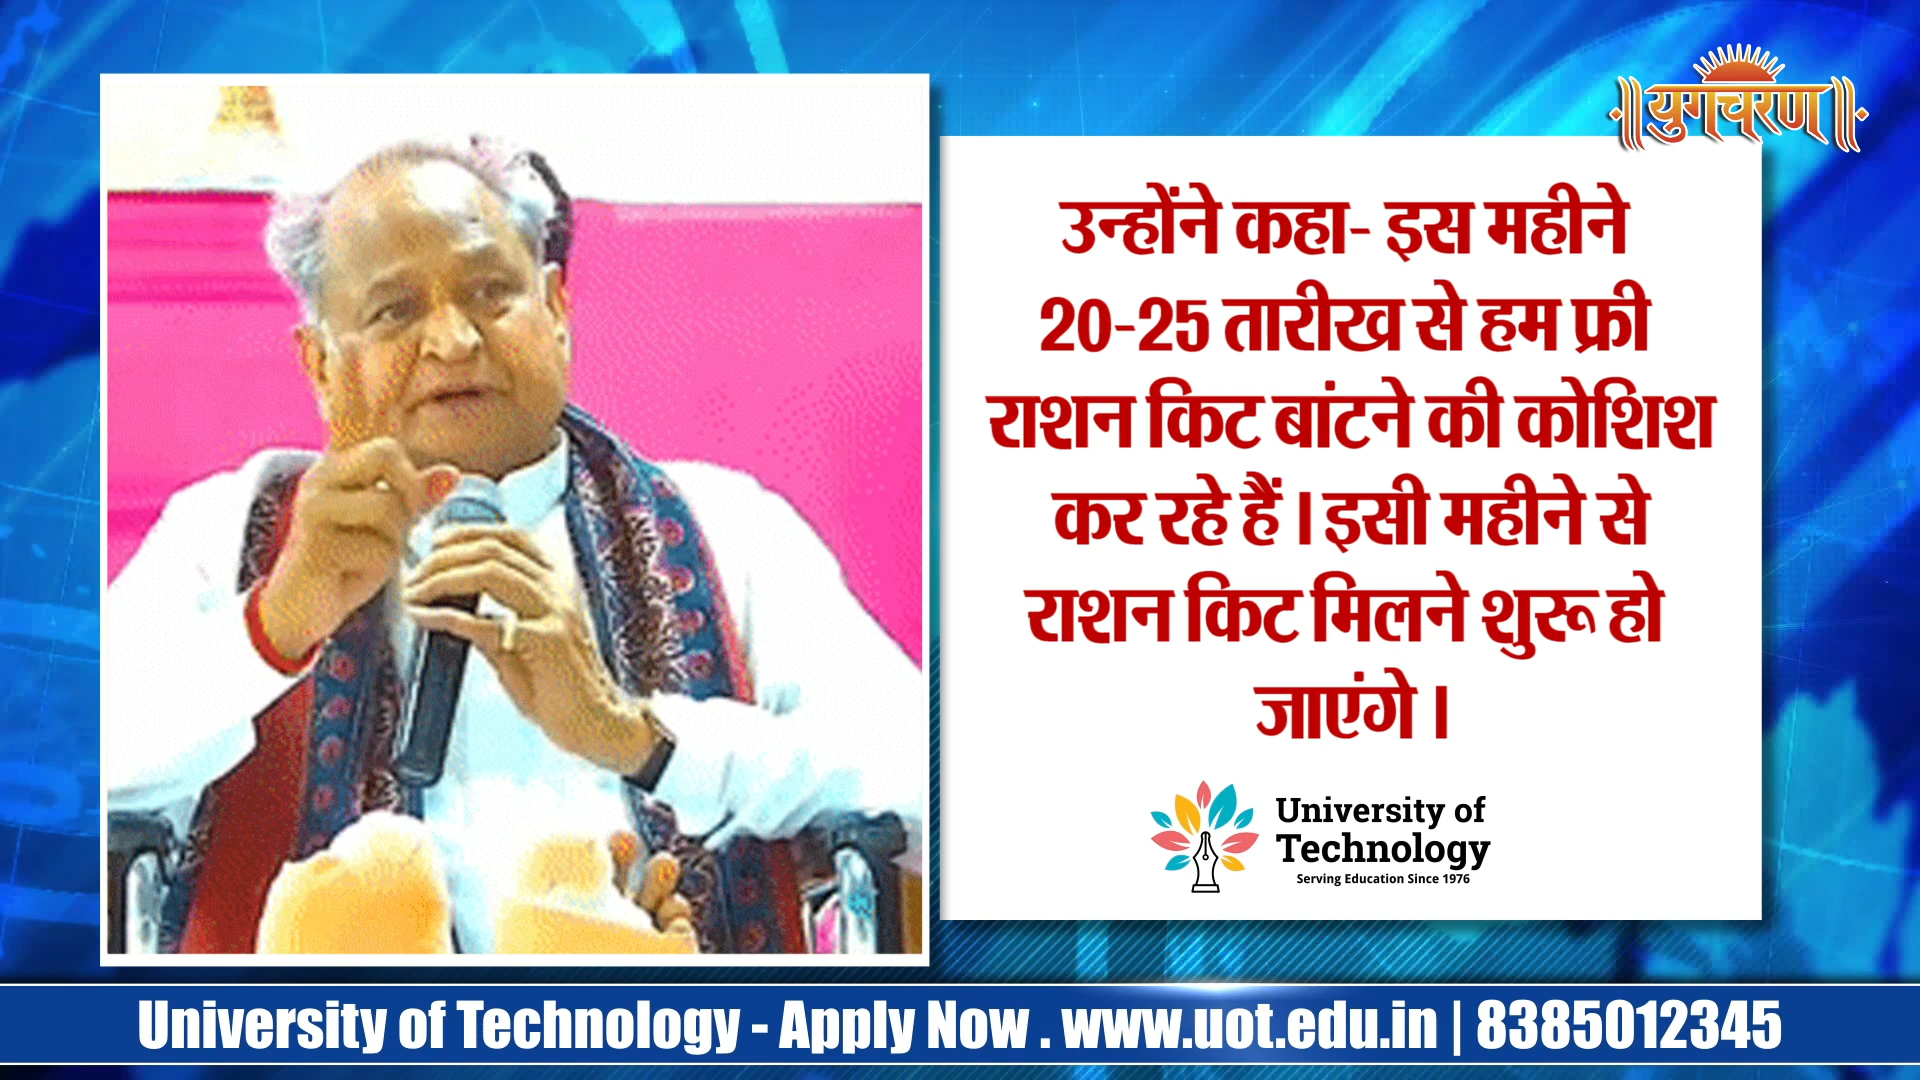 ॥युगचरण॥
उन्होंने कहा- इस महीने
20-25 तारीख से हम फ्री
राशन किट बांटने की कोशिश
कर रहे हैं । इसी महीने से
राशन किट मिलने शुरू हो
जाएंगे ।
University of
Technology
Serving Education Since 1976
University of Technology - Apply Now . www.uot.edu.in | 8385012345